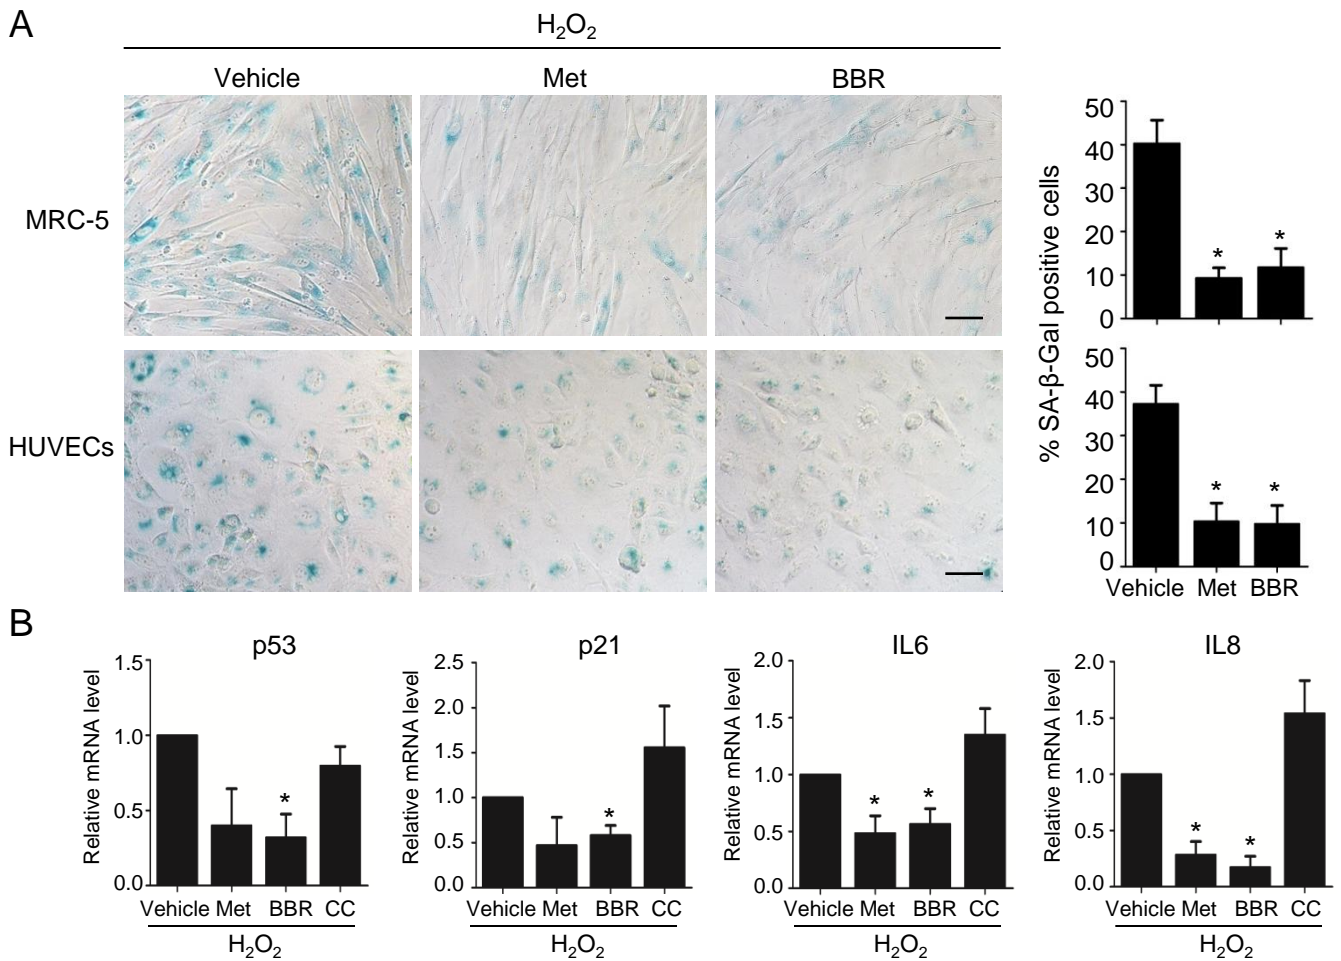 A
H₂O₂
Vehicle Met BBR
MRC-5
HUVECs
% SA-β-Gal positive cells
50
40
30
20
10
0
* *
50
40
30
20
10
0
* *
Vehicle Met BBR
B
p53
Relative mRNA level
1.5
1.0
0.5
0.0
*
Vehicle Met BBR CC
H₂O₂
p21
Relative mRNA level
2.5
2.0
1.5
1.0
0.5
0.0
*
Vehicle Met BBR CC
H₂O₂
IL6
Relative mRNA level
2.0
1.5
1.0
0.5
0.0
* *
Vehicle Met BBR CC
H₂O₂
IL8
Relative mRNA level
2.0
1.5
1.0
0.5
0.0
* *
Vehicle Met BBR CC
H₂O₂